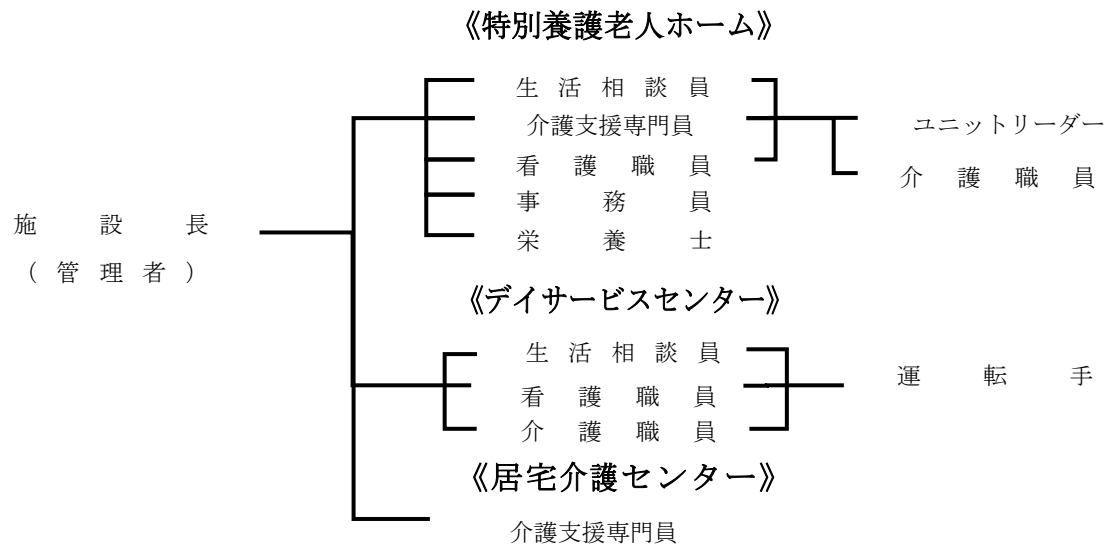 《特別養護老人ホーム》
生活相談員
介護支援専門員
ユニットリーダー
看護職員
介護職員
事務員
施設長
栄養士
(管理者)
《デイサービスセンター》
生活相談員
運転手
看護職員
介護職員
《居宅介護センター》
介護支援専門員